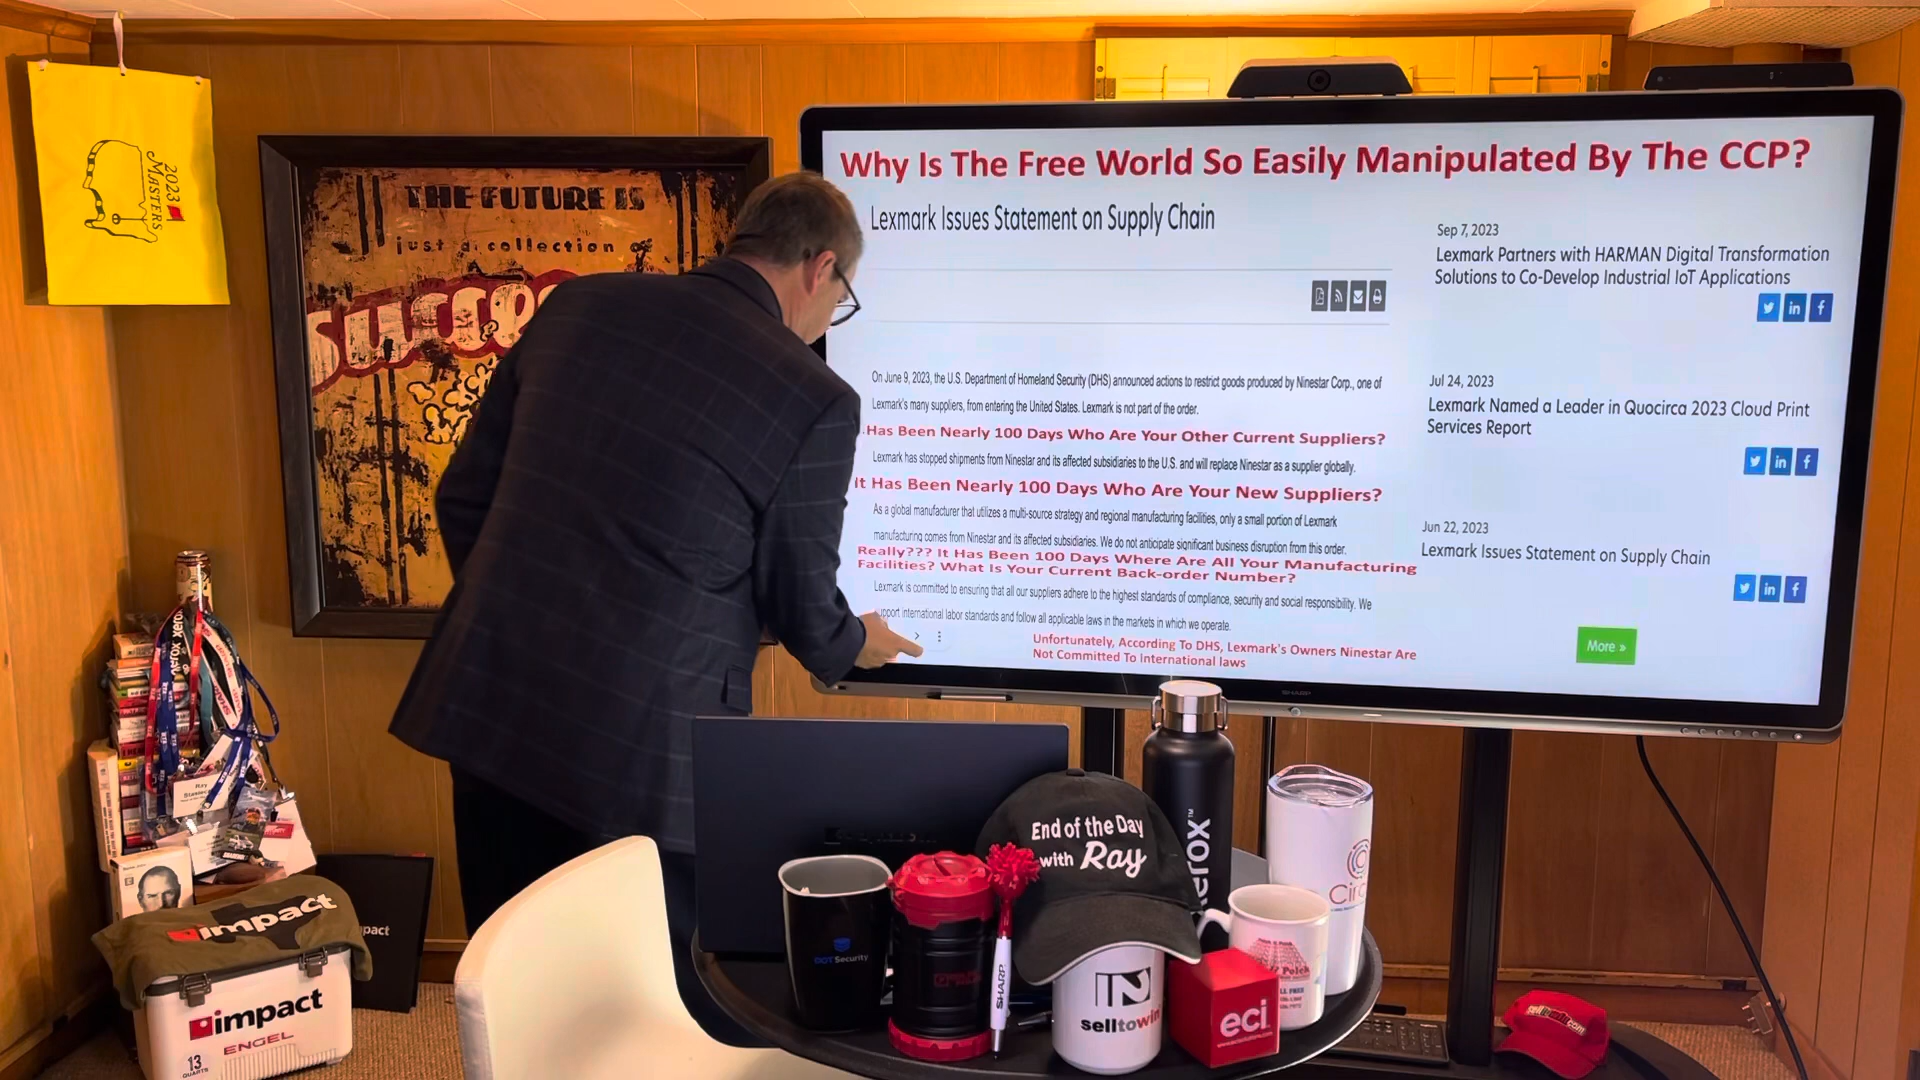 2023
MASTERS
THE FUTURE IS
just a collection of
Why Is The Free World So Easily Manipulated By The CCP?
Lexmark Issues Statement on Supply Chain
On June 9, 2023, the U.S. Department of Homeland Security (DHS) announced actions to restrict goods produced by Ninestar Corp., one of
Lexmark's many suppliers, from entering the United States. Lexmark is not part of the order.
Has Been Nearly 100 Days Who Are Your Other Current Suppliers?
Lexmark has stopped shipments from Ninestar and its affected subsidiaries to the U.S. and will replace Ninestar as a supplier globally.
It Has Been Nearly 100 Days Who Are Your New Suppliers?
As a global manufacturer that utilizes a multi-source strategy and regional manufacturing facilities, only a small portion of Lexmark
manufacturing comes from Ninestar and its affected subsidiaries. We do not anticipate significant business disruption from this order.
Really??? It Has Been 100 Days Where Are All Your Manufacturing
Facilities? What Is Your Current Back-order Number?
Lexmark is committed to ensuring that all our suppliers adhere to the highest standards of compliance, security and social responsibility. We
support international labor standards and follow all applicable laws in the markets in which we operate.
Unfortunately, According To DHS, Lexmark's Owners Ninestar Are
Not Committed To International laws
Sep 7, 2023
Lexmark Partners with HARMAN Digital Transformation
Solutions to Co-Develop Industrial IoT Applications
Jul 24, 2023
Lexmark Named a Leader in Quocirca 2023 Cloud Print
Services Report
Jun 22, 2023
Lexmark Issues Statement on Supply Chain
More »
SHARP
xerox
xerox
Ray
impact
impact
impact
ENGEL
13
QUARTS
End of the Day
with Ray
xerox™
Circ
DOTSecurity
SHARP
selltowin
eci
Polch
selltowin.com